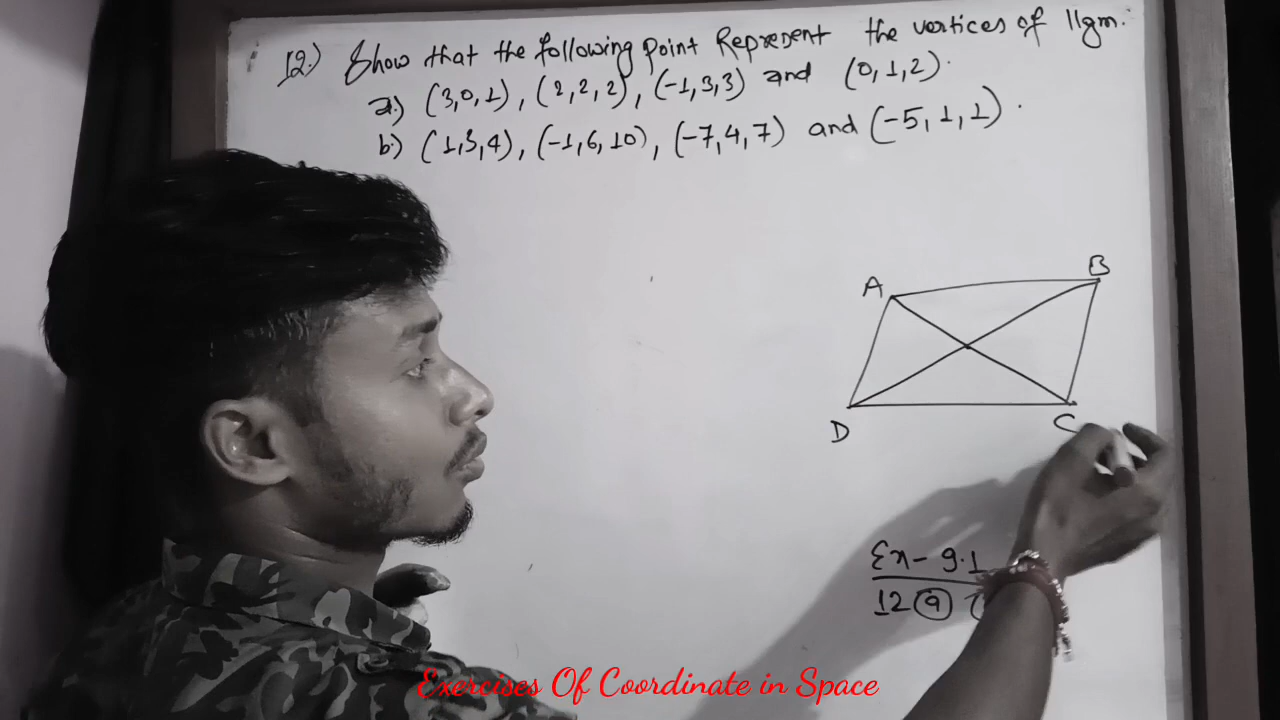 12.) Show that the following point Represent the vertices of llgm.
a.) (3,0,1), (2,2,2), (-1,3,3) and (0,1,2).
b.) (1,3,4), (-1,6,10), (-7,4,7) and (-5,1,1).
A B
D C
Ex- 9.1
12 (a)
Exercises Of Coordinate in Space